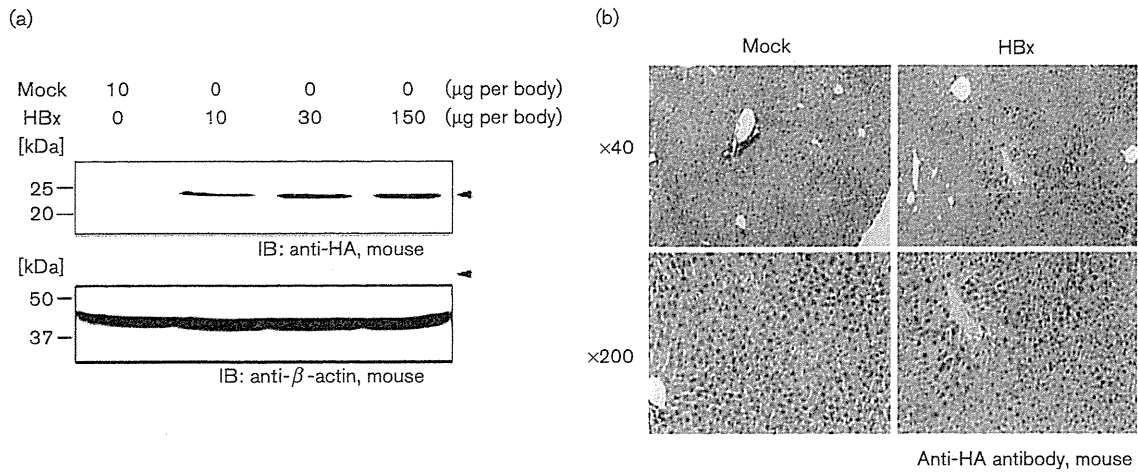 (a)
Mock 10 0 0 0 (μg per body)
HBx 0 10 30 150 (μg per body)
[kDa]
25
20
IB: anti-HA, mouse
[kDa]
50
37
IB: anti-β-actin, mouse
(b)
Mock HBx
×40
×200
Anti-HA antibody, mouse